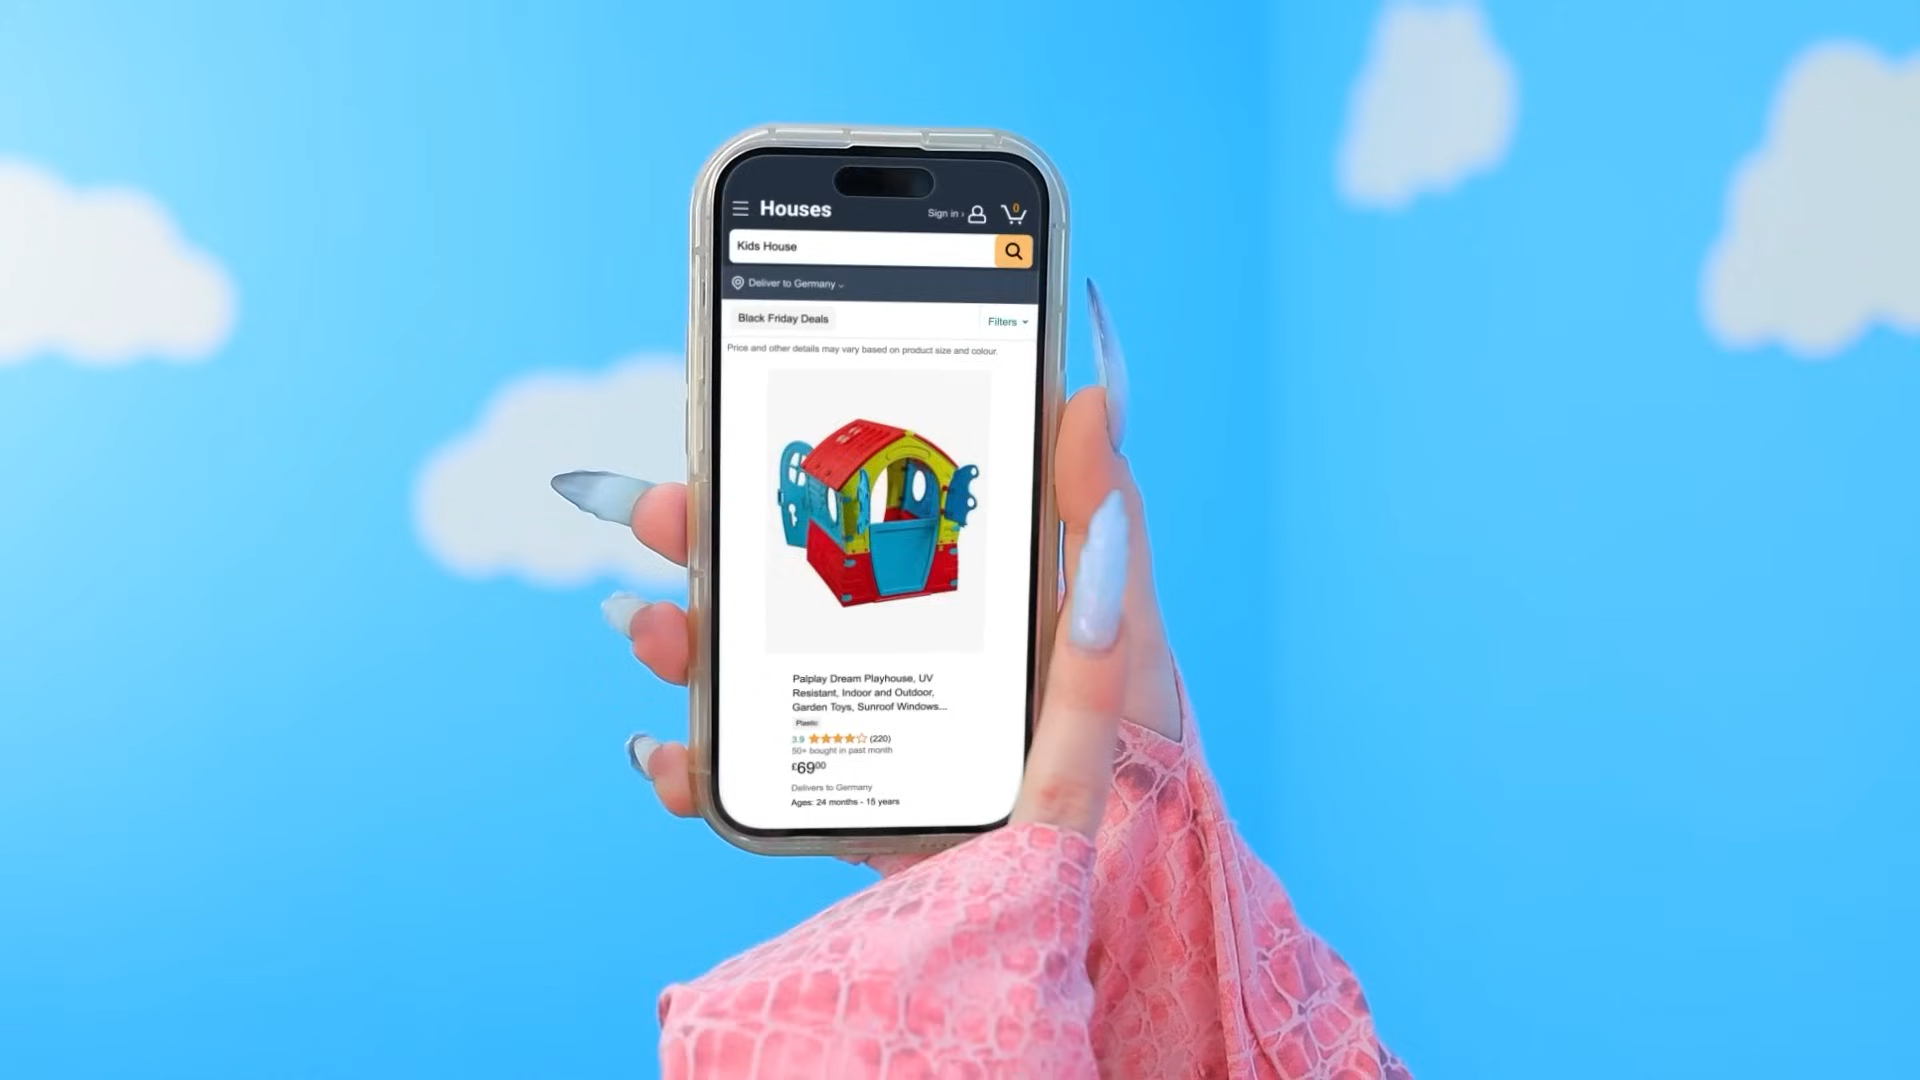 Houses
Sign in ›
0
Kids House
Deliver to Germany
Black Friday Deals
Filters
Price and other details may vary based on product size and colour.
Palplay Dream Playhouse, UV
Resistant, Indoor and Outdoor,
Garden Toys, Sunroof Windows...
Plastic
3.9 (220)
50+ bought in past month
£6900
Delivers to Germany
Ages: 24 months - 15 years